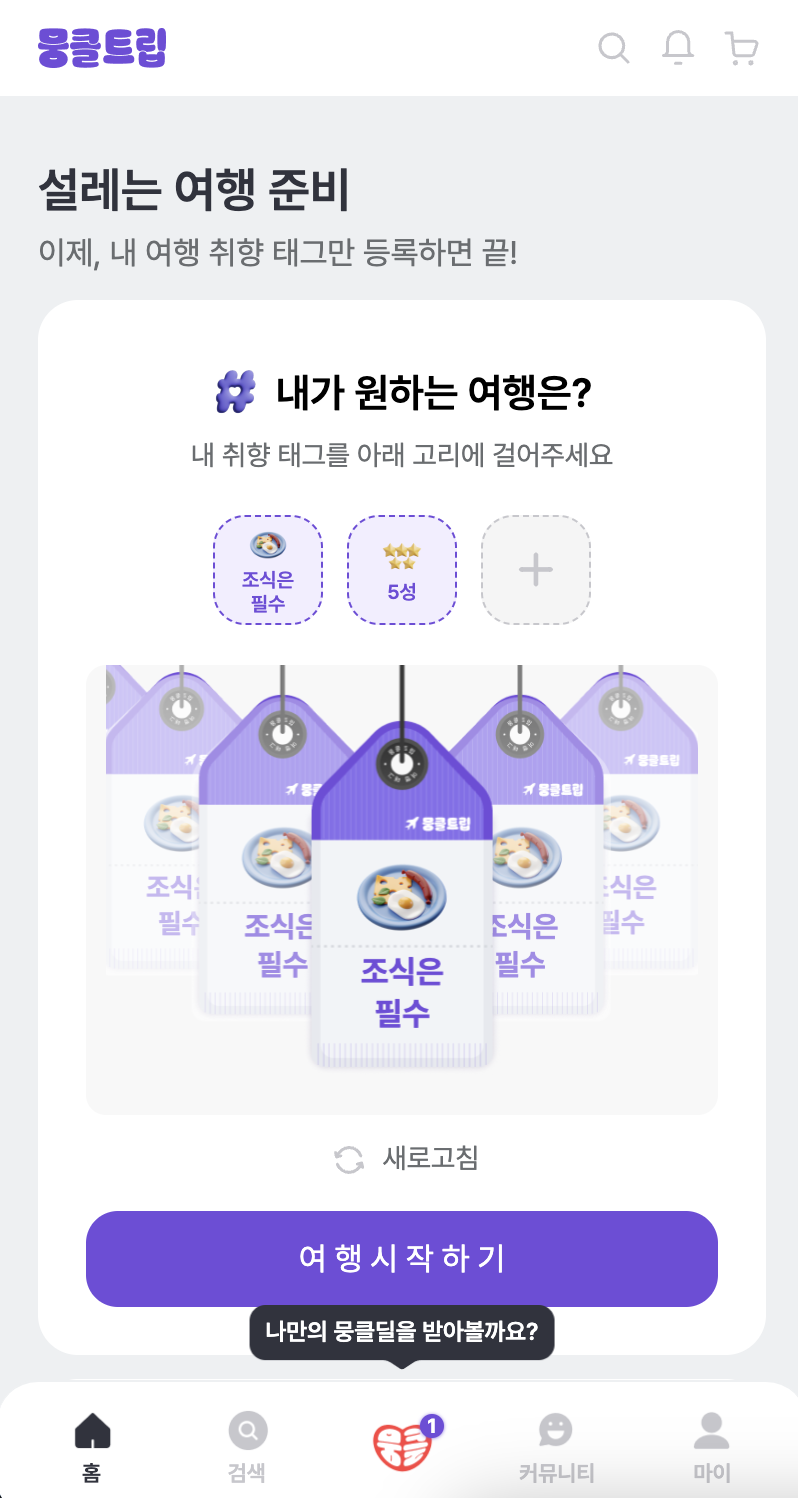 뭉클트립
설레는 여행 준비
이제, 내 여행 취향 태그만 등록하면 끝!
내가 원하는 여행은?
내 취향 태그를 아래 고리에 걸어주세요
조식은
필수
5성
뭉클트립
뭉클트립
뭉클트립
뭉클트립
조식은
필수
조식은
필수
조식은
필수
조식은
필수
조식은
필수
새로고침
여행시작하기
나만의 뭉클딜을 받아볼까요?
뭉클
1
홈
검색
커뮤니티
마이